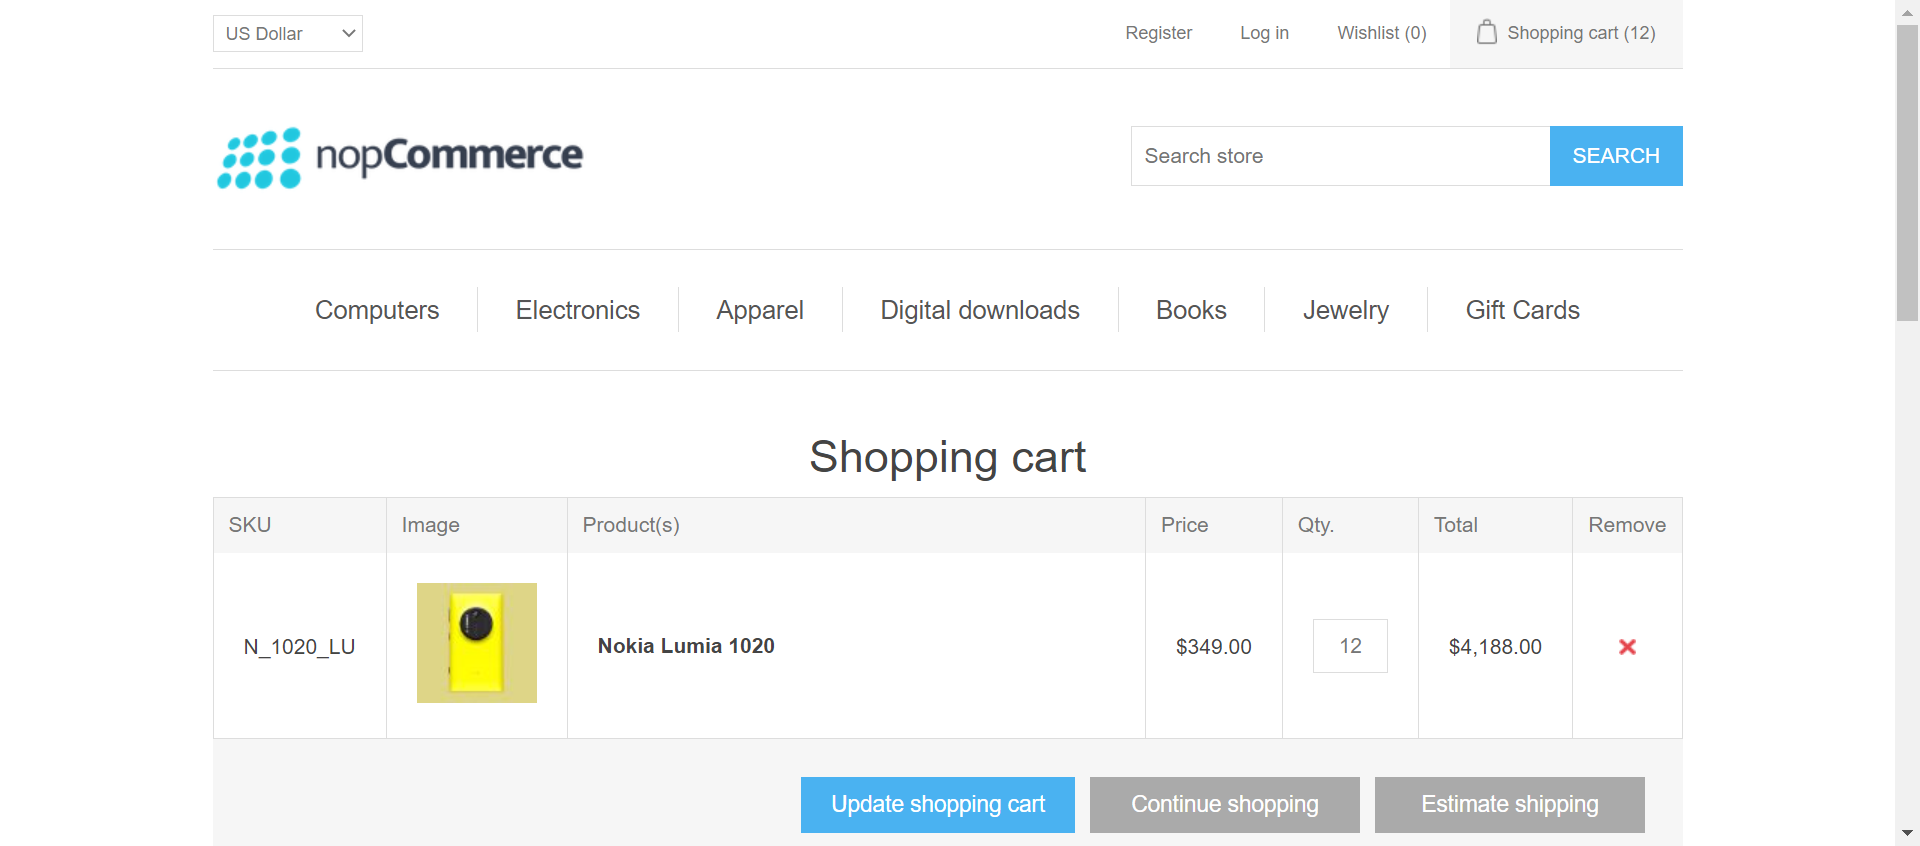 US Dollar
Register
Log in
Wishlist (0)
Shopping cart (12)
nopCommerce
Search store
SEARCH
Computers
Electronics
Apparel
Digital downloads
Books
Jewelry
Gift Cards
Shopping cart
SKU
Image
Product(s)
Price
Qty.
Total
Remove
N_1020_LU
Nokia Lumia 1020
$349.00
12
$4,188.00
Update shopping cart
Continue shopping
Estimate shipping